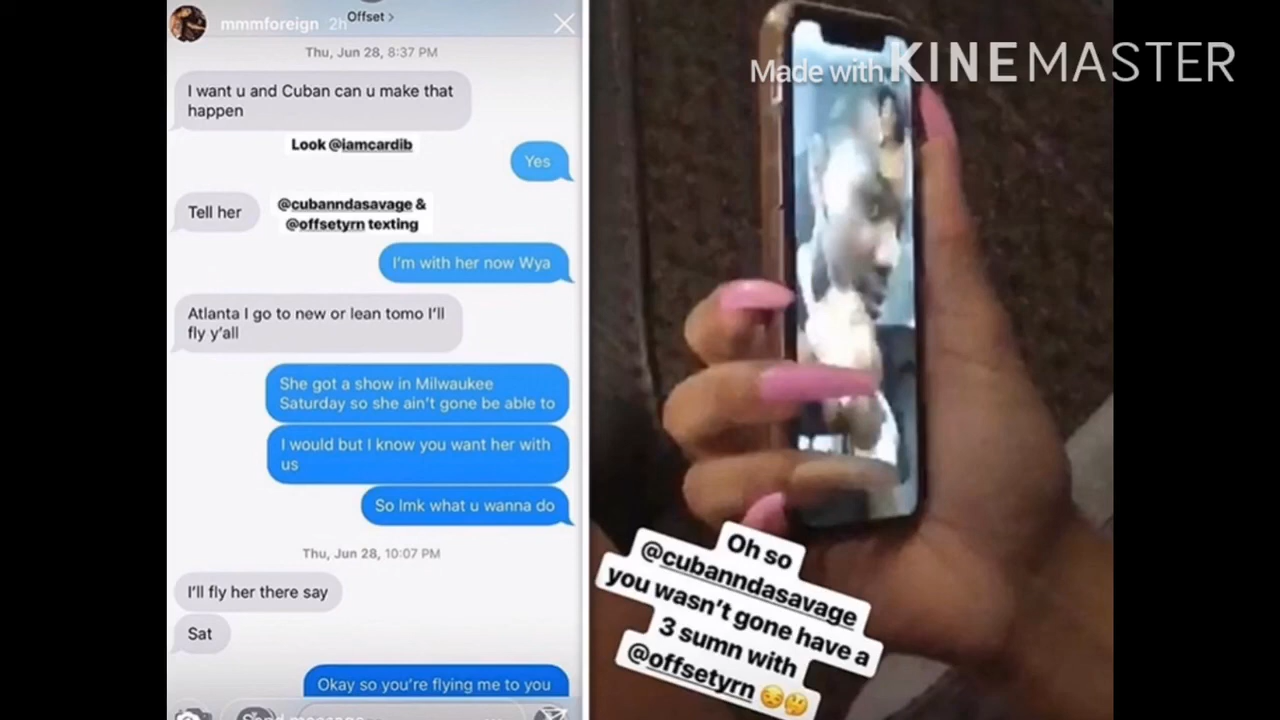 Offset >
mmmforeign 2h
Thu, Jun 28, 8:37 PM
I want u and Cuban can u make that
happen
Look @iamcardib
Yes
Tell her
@cubanndasavage &
@offsetyrn texting
I'm with her now Wya
Atlanta I go to new or lean tomo I'll
fly y'all
She got a show in Milwaukee
Saturday so she ain't gone be able to
I would but I know you want her with
us
So lmk what u wanna do
Thu, Jun 28, 10:07 PM
I'll fly her there say
Sat
Okay so you're flying me to you
Send message
Made with KINEMASTER
Oh so
@cubanndasavage
you wasn't gone have a
3 sumn with
@offsetyrn 😒🤔